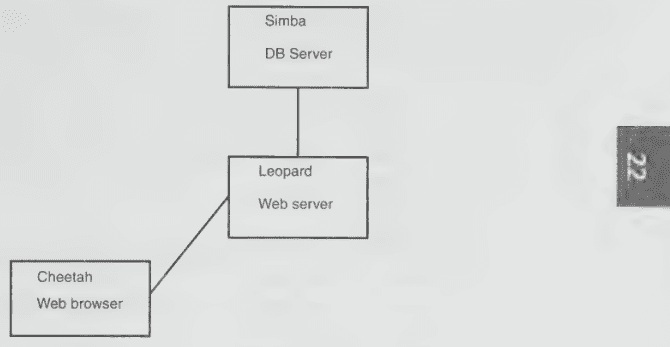 Simba
DB Server
Leopard
Web server
22
Cheetah
Web browser